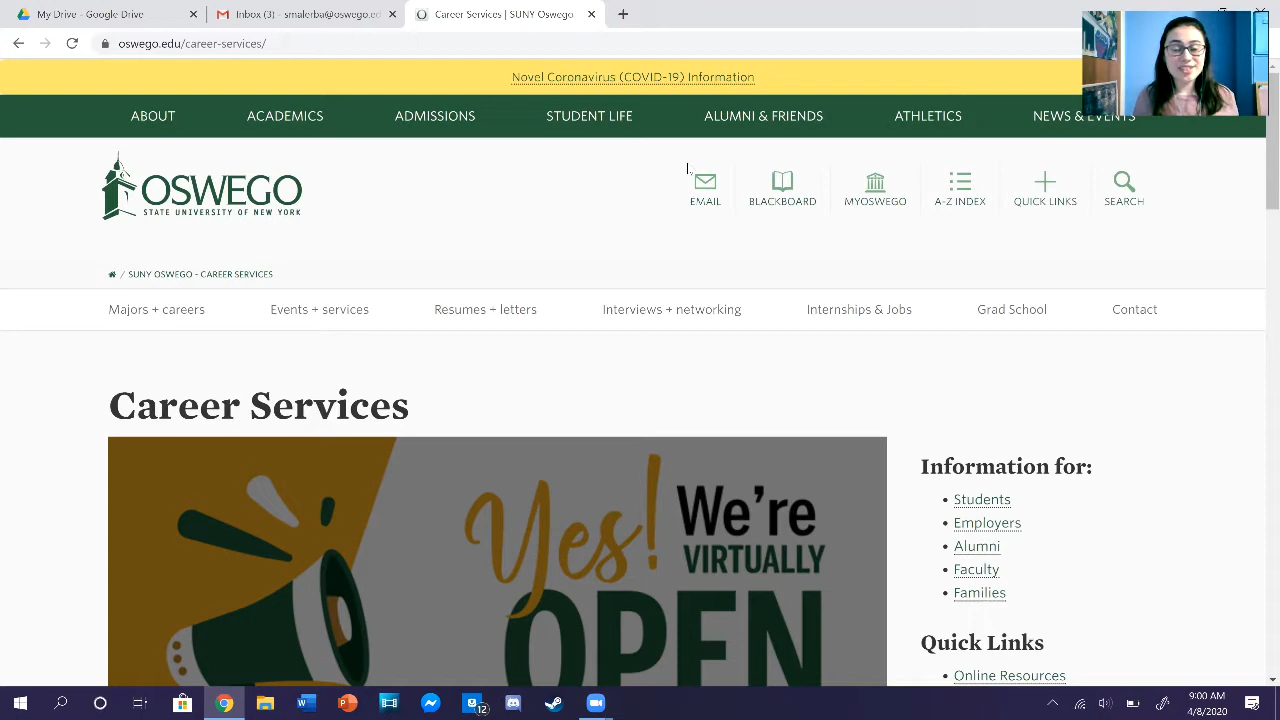 My Drive - Google Drive
Inbox (3) - smalerba@oswego.ed
Career Services | SUNY Oswego
oswego.edu/career-services/
Novel Coronavirus (COVID-19) Information
ABOUT ACADEMICS ADMISSIONS STUDENT LIFE ALUMNI & FRIENDS ATHLETICS NEWS & EVENTS
OSWEGO
STATE UNIVERSITY OF NEW YORK
EMAIL BLACKBOARD MYOSWEGO A-Z INDEX QUICK LINKS SEARCH
/ SUNY OSWEGO - CAREER SERVICES
Majors + careers Events + services Resumes + letters Interviews + networking Internships & Jobs Grad School Contact
Career Services
Yes! We're
VIRTUALLY
OPEN
Information for:
• Students
• Employers
• Alumni
• Faculty
• Families
Quick Links
• Online Resources
12
9:00 AM
4/8/2020